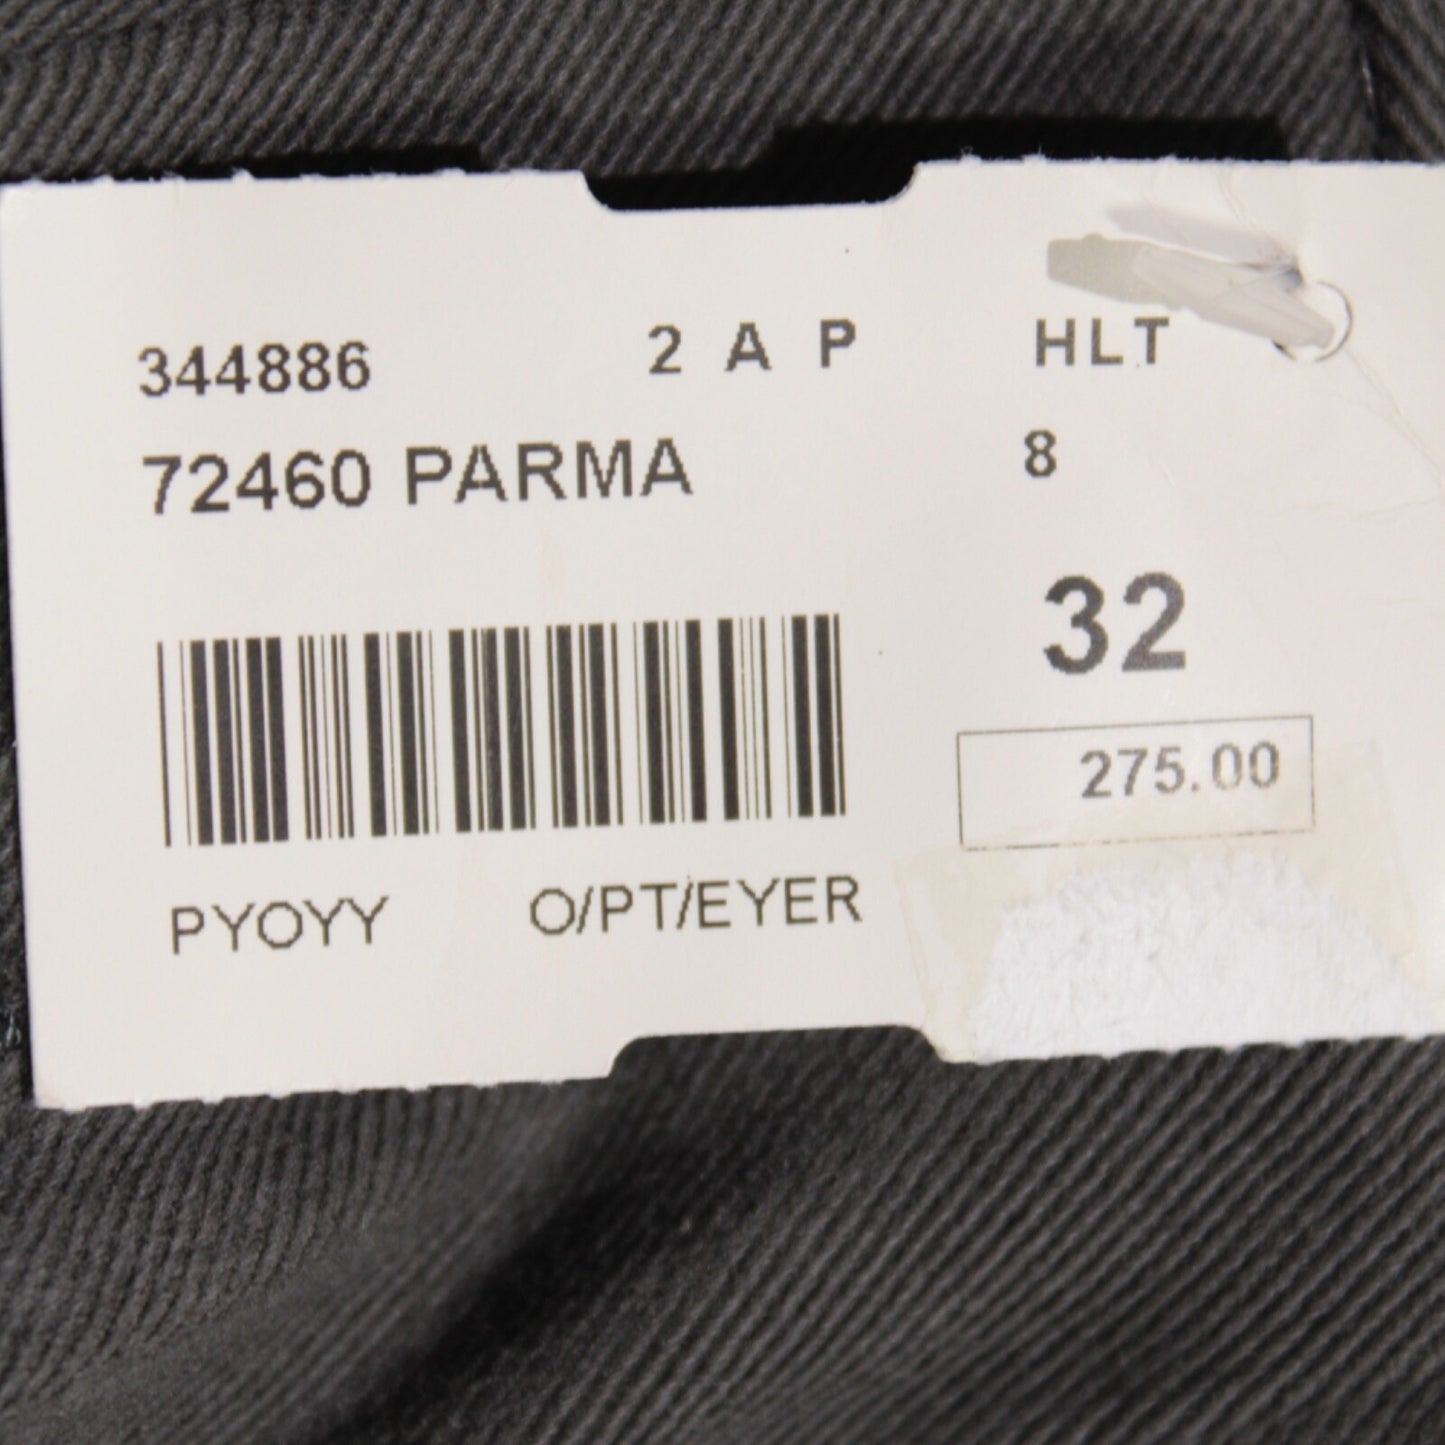 344886 2 A P HLT
72460 PARMA 8
32
275.00
PYOYY O/PT/EYER